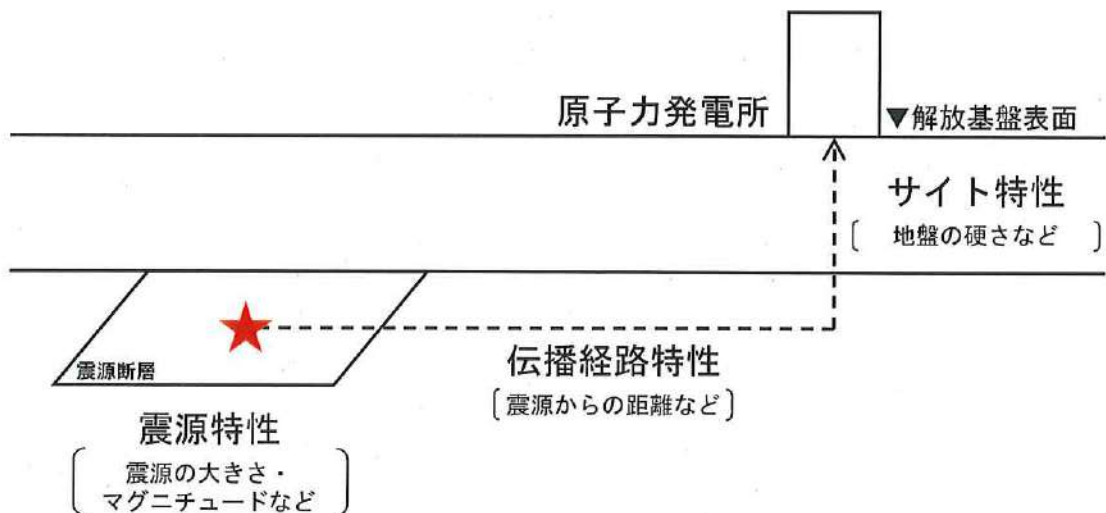 原子力発電所
▼解放基盤表面
サイト特性
〔 地盤の硬さなど 〕
震源断層
伝播経路特性
〔震源からの距離など〕
震源特性
震源の大きさ・
マグニチュードなど